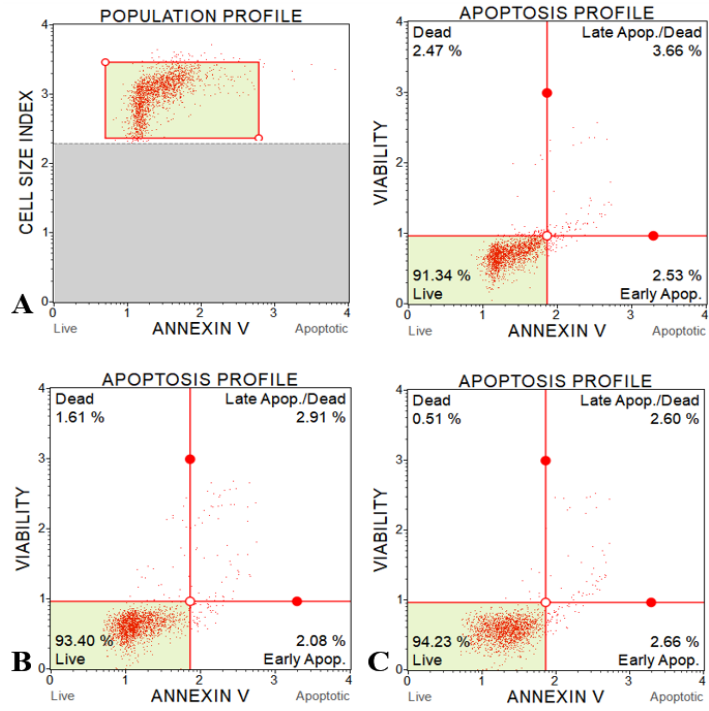 POPULATION PROFILE
4
3
2
1
0
0 1 2 3 4
CELL SIZE INDEX
ANNEXIN V
Live
Apoptotic
A
APOPTOSIS PROFILE
Dead
2.47 %
Late Apop./Dead
3.66 %
91.34 %
Live
2.53 %
Early Apop.
4
3
2
1
0
0 1 2 3 4
VIABILITY
ANNEXIN V
Live
Apoptotic
APOPTOSIS PROFILE
Dead
1.61 %
Late Apop./Dead
2.91 %
93.40 %
Live
2.08 %
Early Apop.
4
3
2
1
0
0 1 2 3 4
VIABILITY
ANNEXIN V
Live
Apoptotic
B
APOPTOSIS PROFILE
Dead
0.51 %
Late Apop./Dead
2.60 %
94.23 %
Live
2.66 %
Early Apop.
4
3
2
1
0
0 1 2 3 4
VIABILITY
ANNEXIN V
Live
Apoptotic
C